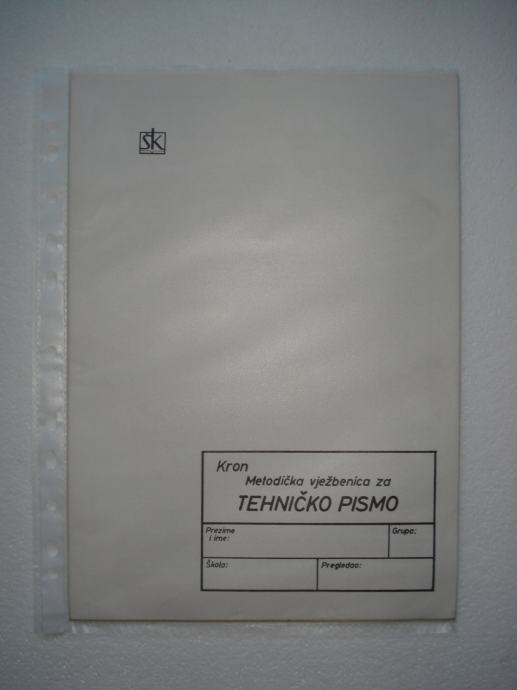 šk
Kron
Metodička vježbenica za
TEHNIČKO PISMO
Prezime
i ime:
Grupa:
Škola:
Pregledao: